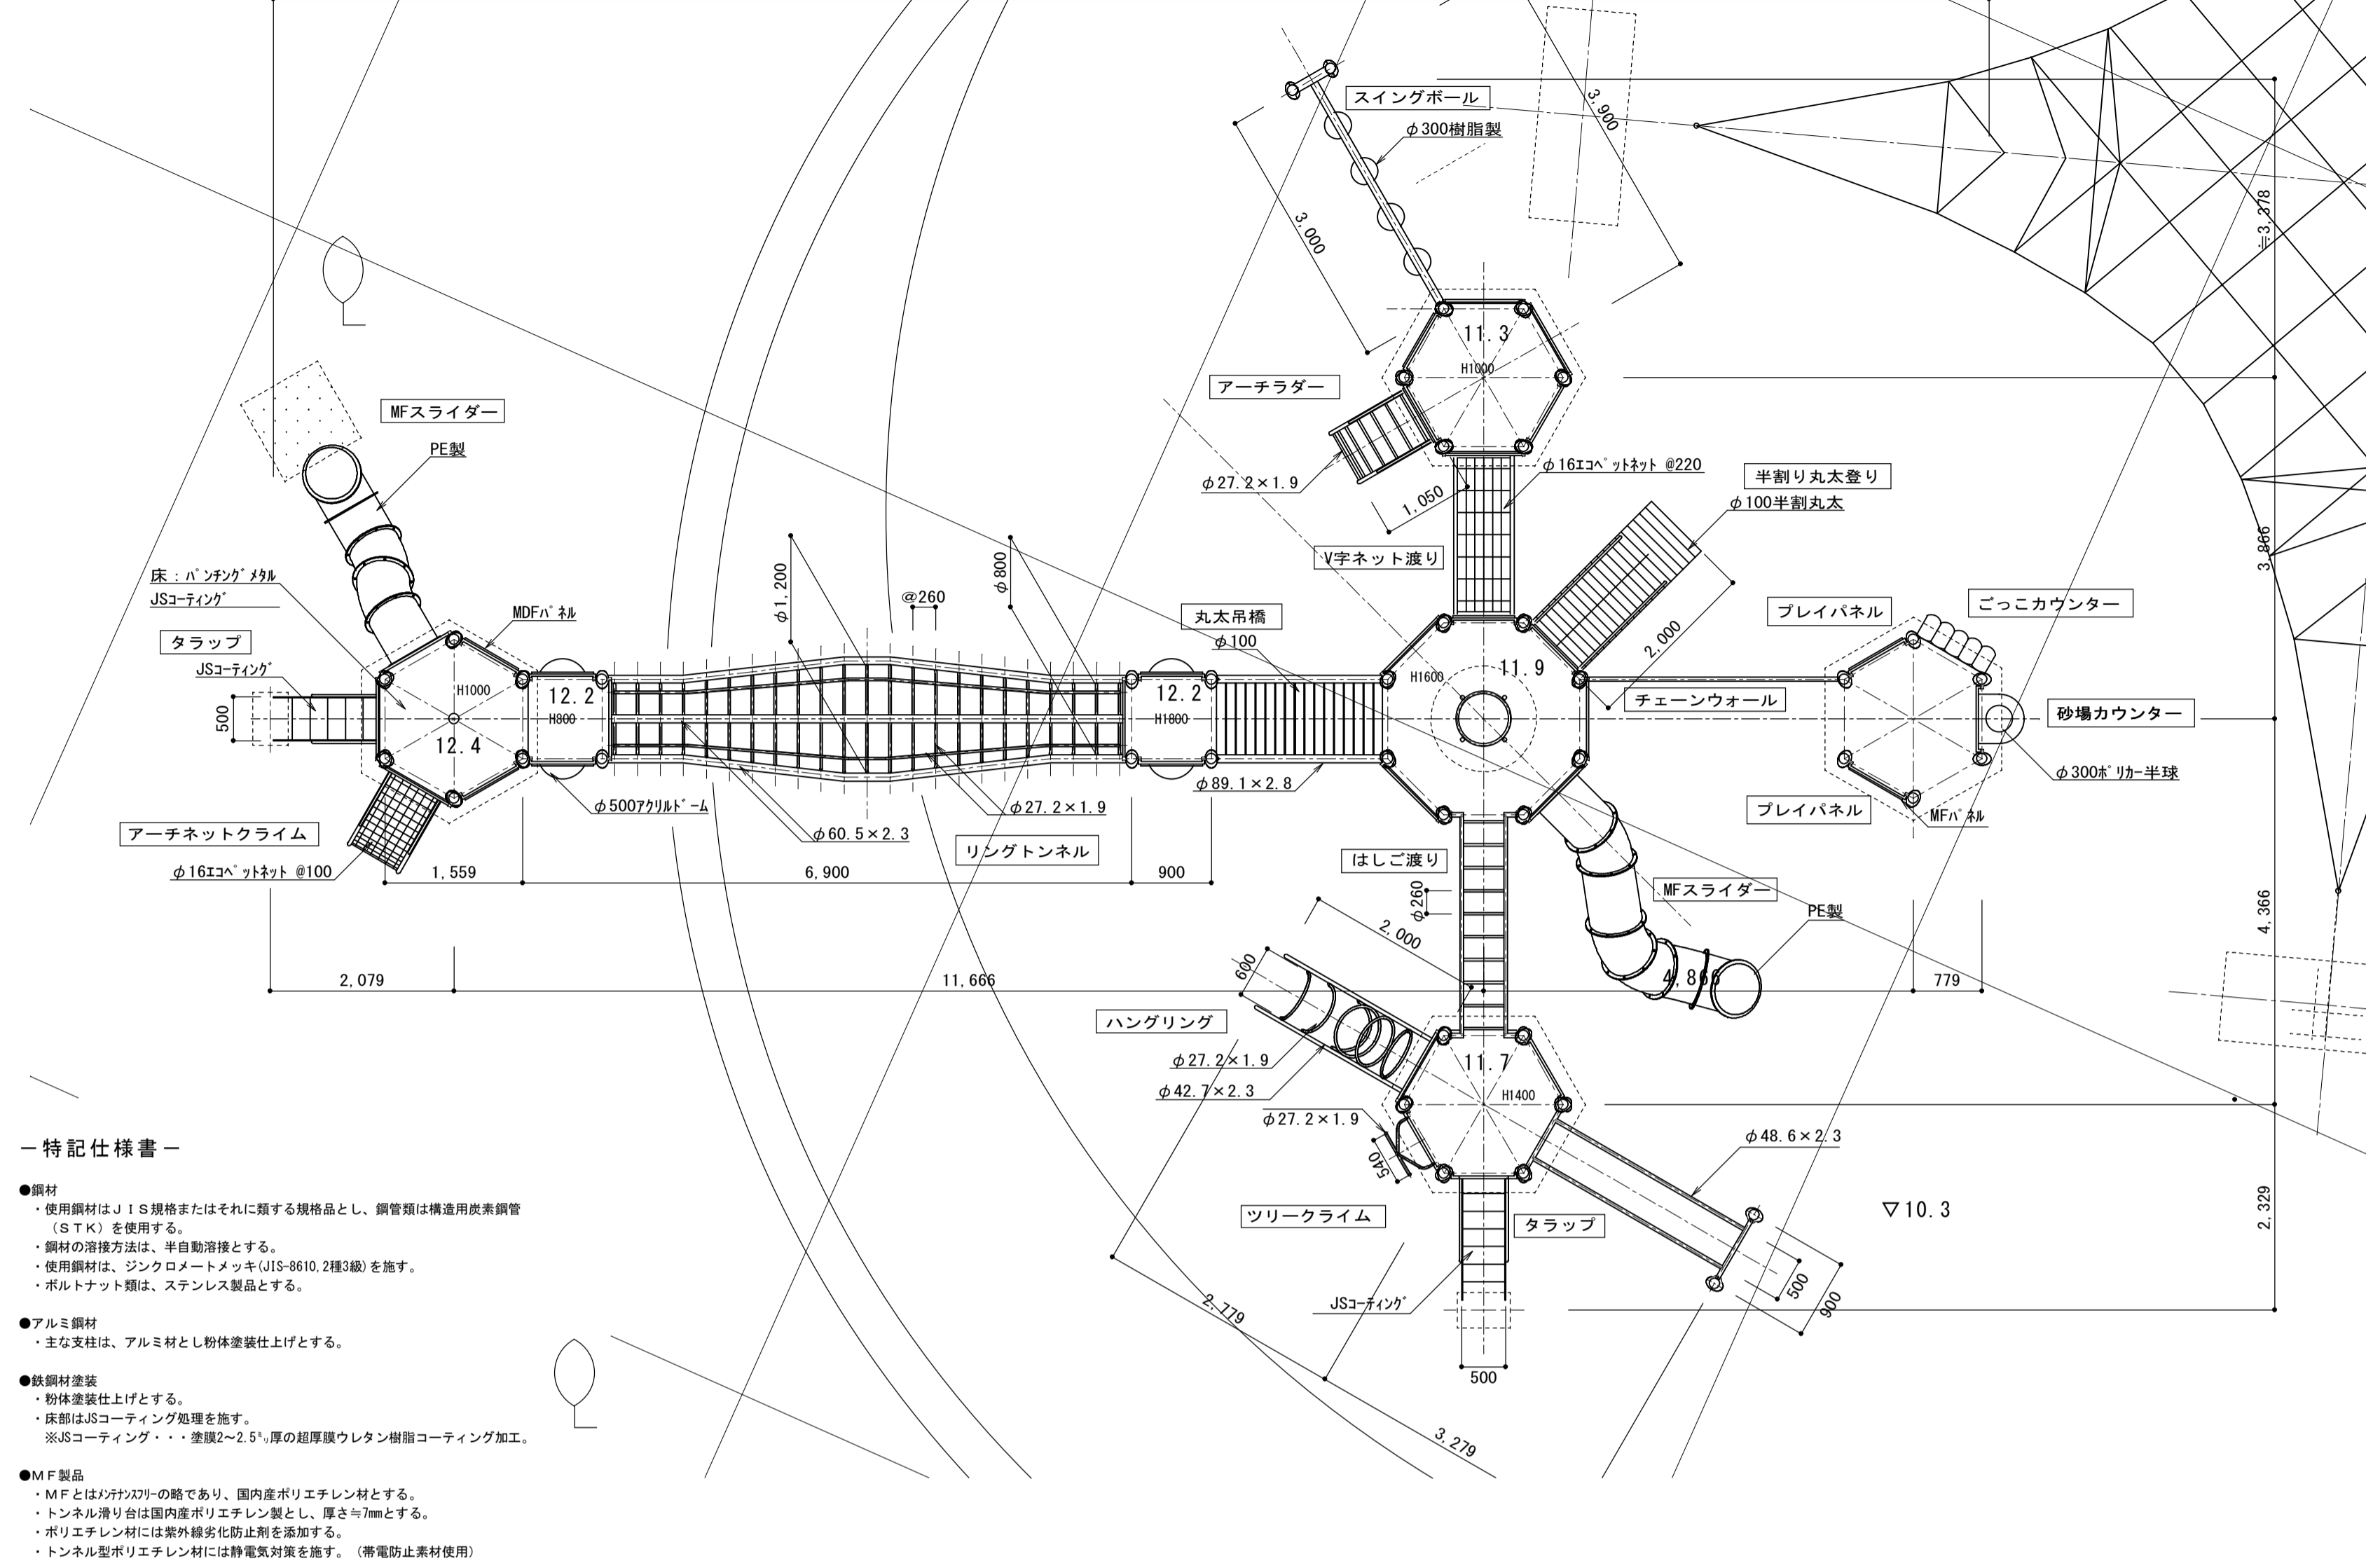 スイングボール
φ300樹脂製
3,900
3,000
≒3,378
11.3
H1000
アーチラダー
φ27.2×1.9
1,050
φ16ｴｺﾍﾟｯﾄﾈｯﾄ @220
半割り丸太登り
φ100半割丸太
V字ネット渡り
3,866
2,000
MFスライダー
PE製
床：ﾊﾟﾝﾁﾝｸﾞﾒﾀﾙ
JSｺｰﾃｨﾝｸﾞ
タラップ
JSｺｰﾃｨﾝｸﾞ
500
MDFﾊﾟﾈﾙ
H1000
12.4
12.2
H800
φ1,200
@260
φ800
丸太吊橋
φ100
12.2
H1800
φ89.1×2.8
11.9
H1600
チェーンウォール
プレイパネル
ごっこカウンター
砂場カウンター
φ300ﾎﾟﾘｶｰ半球
プレイパネル
MFﾊﾟﾈﾙ
アーチネットクライム
φ16ｴｺﾍﾟｯﾄﾈｯﾄ @100
φ500ｱｸﾘﾙﾄﾞｰﾑ
φ60.5×2.3
φ27.2×1.9
リングトンネル
1,559
6,900
900
はしご渡り
φ260
MFスライダー
PE製
4,366
2,079
11,666
4,866
779
2,000
600
ハングリング
φ27.2×1.9
φ42.7×2.3
φ27.2×1.9
540
11.7
H1400
φ48.6×2.3
▽10.3
2,329
ツリークライム
タラップ
JSｺｰﾃｨﾝｸﾞ
500
500
900
2,779
3,279
－特記仕様書－
●鋼材
・使用鋼材はＪＩＳ規格またはそれに類する規格品とし、鋼管類は構造用炭素鋼管
（ＳＴＫ）を使用する。
・鋼材の溶接方法は、半自動溶接とする。
・使用鋼材は、ジンクロメートメッキ(JIS-8610,2種3級)を施す。
・ボルトナット類は、ステンレス製品とする。
●アルミ鋼材
・主な支柱は、アルミ材とし粉体塗装仕上げとする。
●鉄鋼材塗装
・粉体塗装仕上げとする。
・床部はJSコーティング処理を施す。
※JSコーティング・・・塗膜2～2.5㍉厚の超厚膜ウレタン樹脂コーティング加工。
●ＭＦ製品
・ＭＦとはﾒﾝﾃﾅﾝｽﾌﾘｰの略であり、国内産ポリエチレン材とする。
・トンネル滑り台は国内産ポリエチレン製とし、厚さ≒7㎜とする。
・ポリエチレン材には紫外線劣化防止剤を添加する。
・トンネル型ポリエチレン材には静電気対策を施す。（帯電防止素材使用）